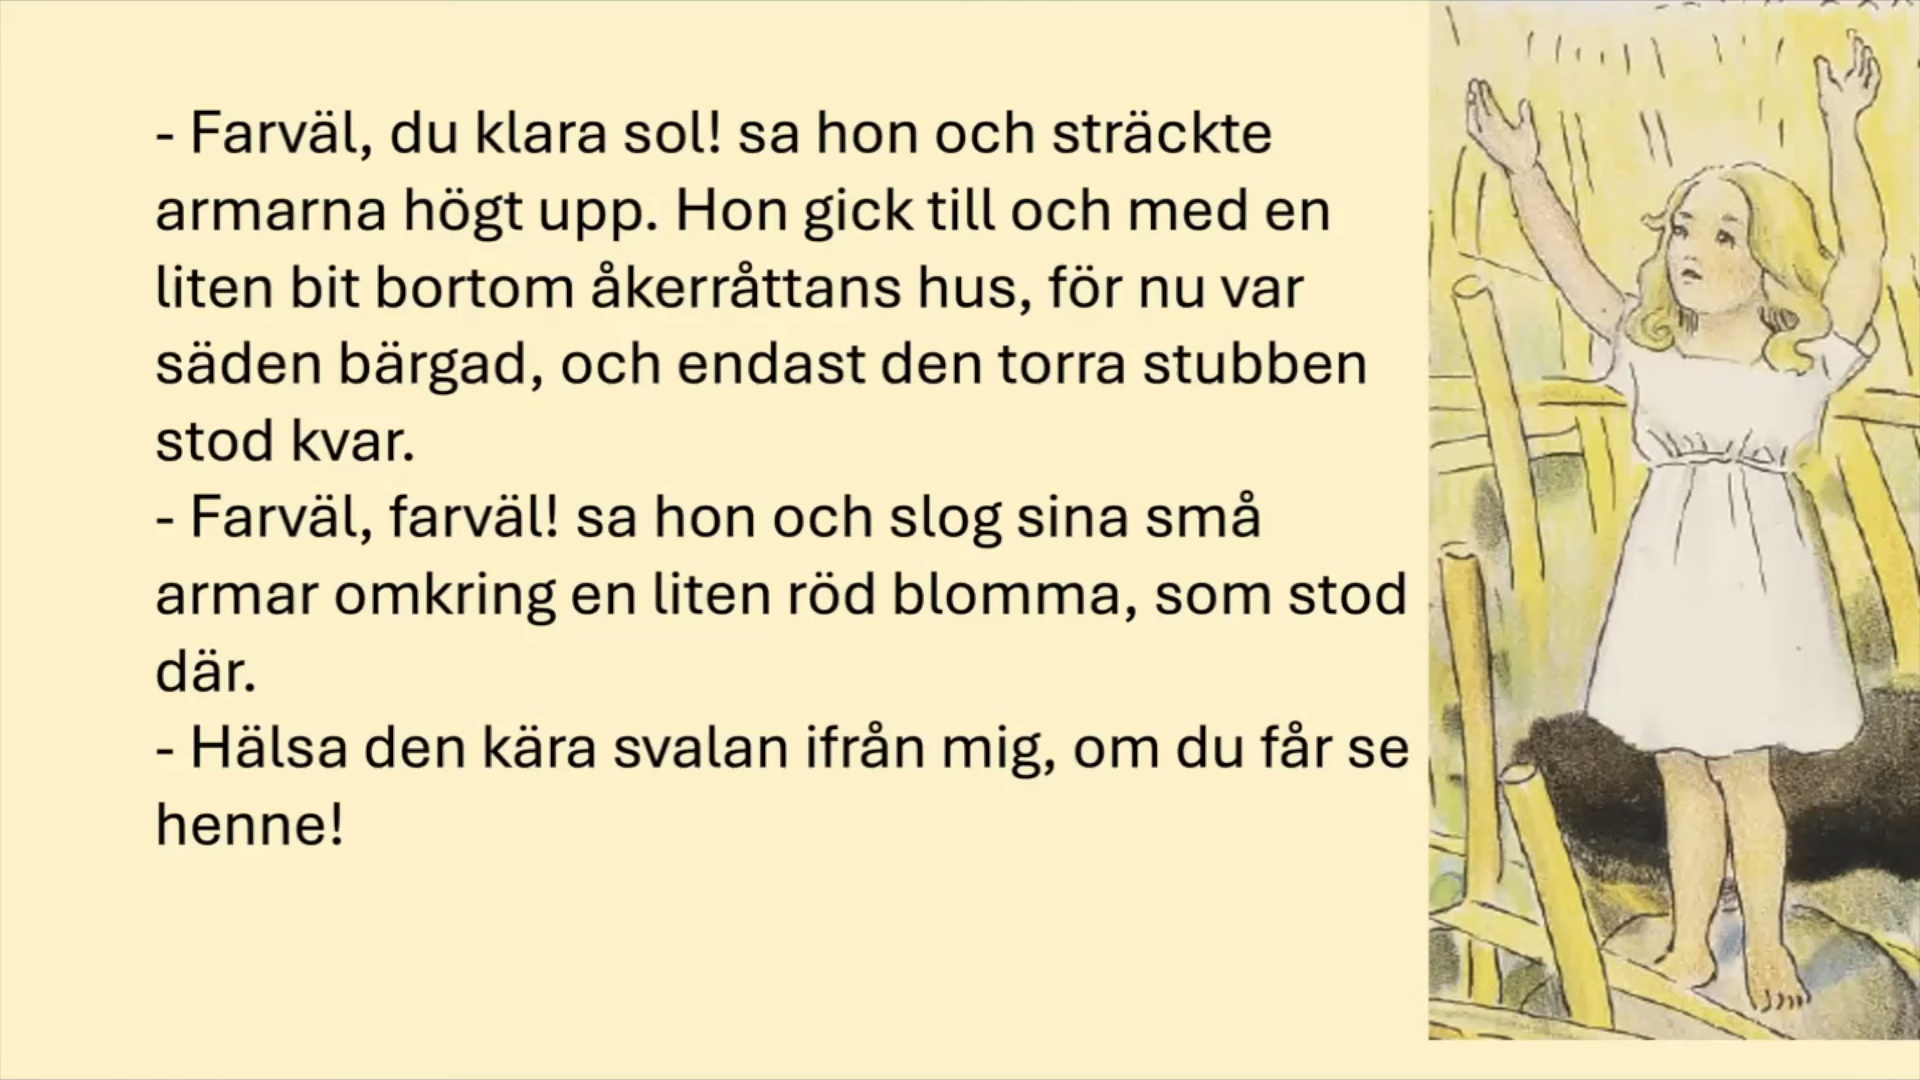 - Farväl, du klara sol! sa hon och sträckte
armarna högt upp. Hon gick till och med en
liten bit bortom åkerråttans hus, för nu var
säden bärgad, och endast den torra stubben
stod kvar.
- Farväl, farväl! sa hon och slog sina små
armar omkring en liten röd blomma, som stod
där.
- Hälsa den kära svalan ifrån mig, om du får se
henne!